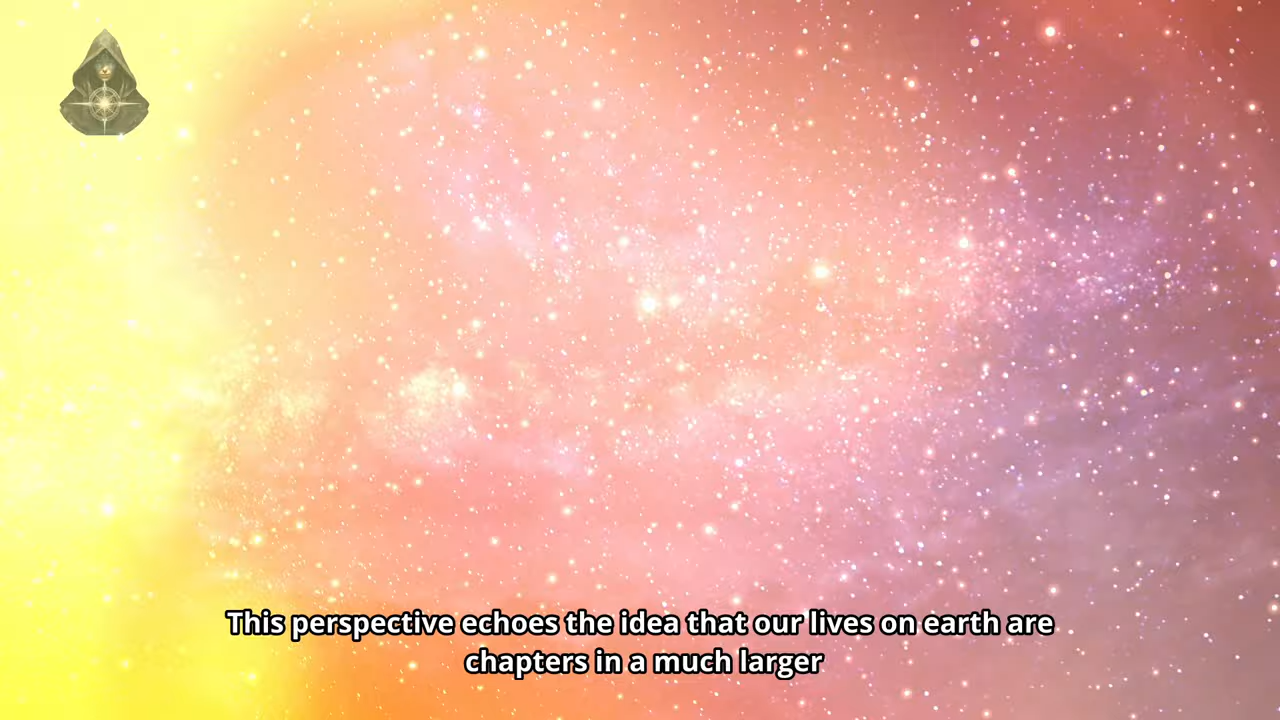 This perspective echoes the idea that our lives on earth are
chapters in a much larger